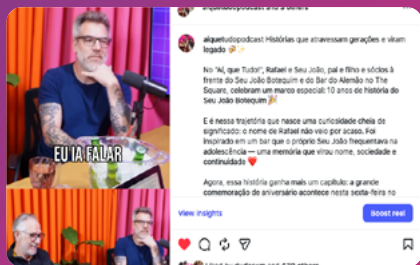 EU IA FALAR
aiquetudopodcast Histórias que atravessam gerações e viram
legado
No "Aí, que Tudo!", Rafael e Seu João, pai e filho e sócios à
frente do Seu João Botequim e do Bar do Alemão no The
Square, celebram um marco especial: 10 anos de história do
Seu João Botequim
E é nessa trajetória que nasce uma curiosidade cheia de
significado: o nome de Rafael não veio por acaso. Foi
inspirado em um bar que o próprio Seu João frequentava na
adolescência — uma memória que virou nome, sociedade e
continuidade ❤️
Agora, essa história ganha mais um capítulo: a grande
comemoração de aniversário acontece nesta sexta-feira no
View insights
Boost reel